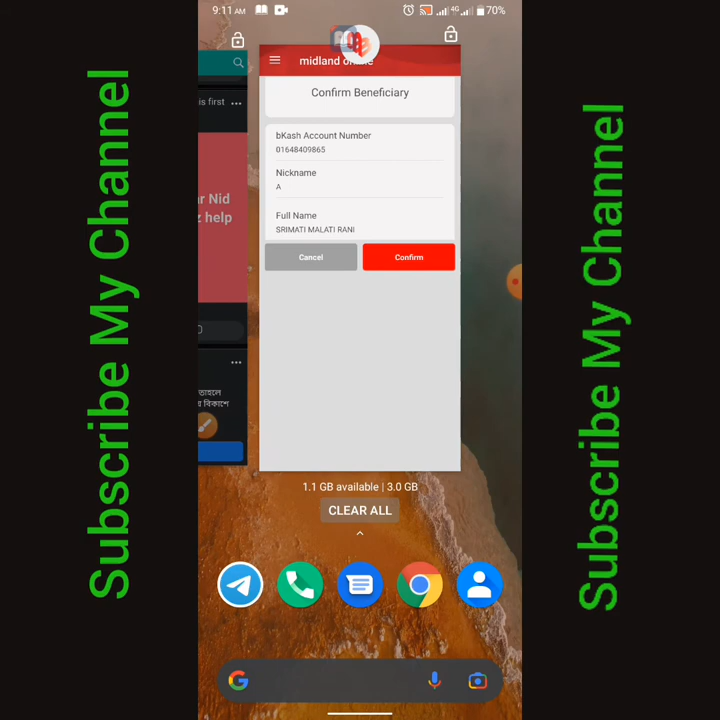 Subscribe My Channel
9:11 AM
4G
70%
midland
is first
ar Nid
z help
Confirm Beneficiary
bKash Account Number
01648409865
Nickname
A
Full Name
SRIMATI MALATI RANI
Cancel
Confirm
তাহলে
বিকাশে
1.1 GB available | 3.0 GB
CLEAR ALL
Subscribe My Channel